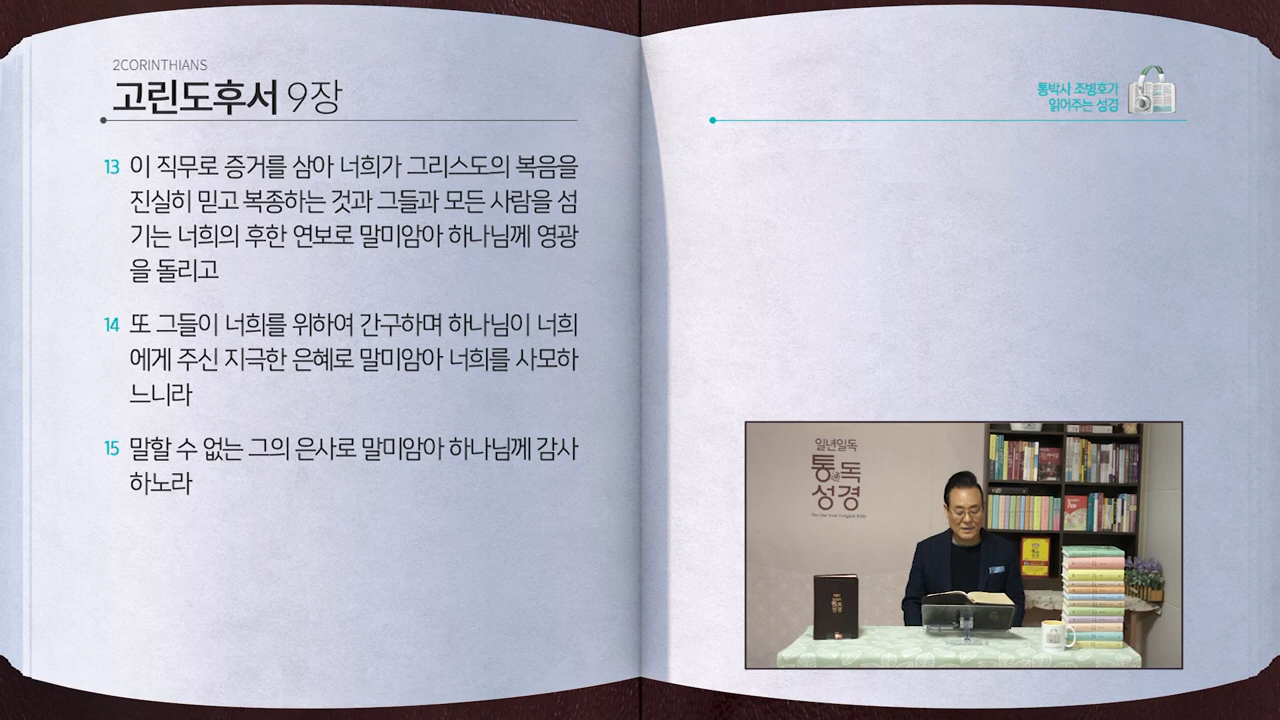 2CORINTHIANS
고린도후서 9장
13 이 직무로 증거를 삼아 너희가 그리스도의 복음을
진실히 믿고 복종하는 것과 그들과 모든 사람을 섬
기는 너희의 후한 연보로 말미암아 하나님께 영광
을 돌리고
14 또 그들이 너희를 위하여 간구하며 하나님이 너희
에게 주신 지극한 은혜로 말미암아 너희를 사모하
느니라
15 말할 수 없는 그의 은사로 말미암아 하나님께 감사
하노라
통박사 조병호가
읽어주는 성경
일년일독
통독
성경
통독
성경